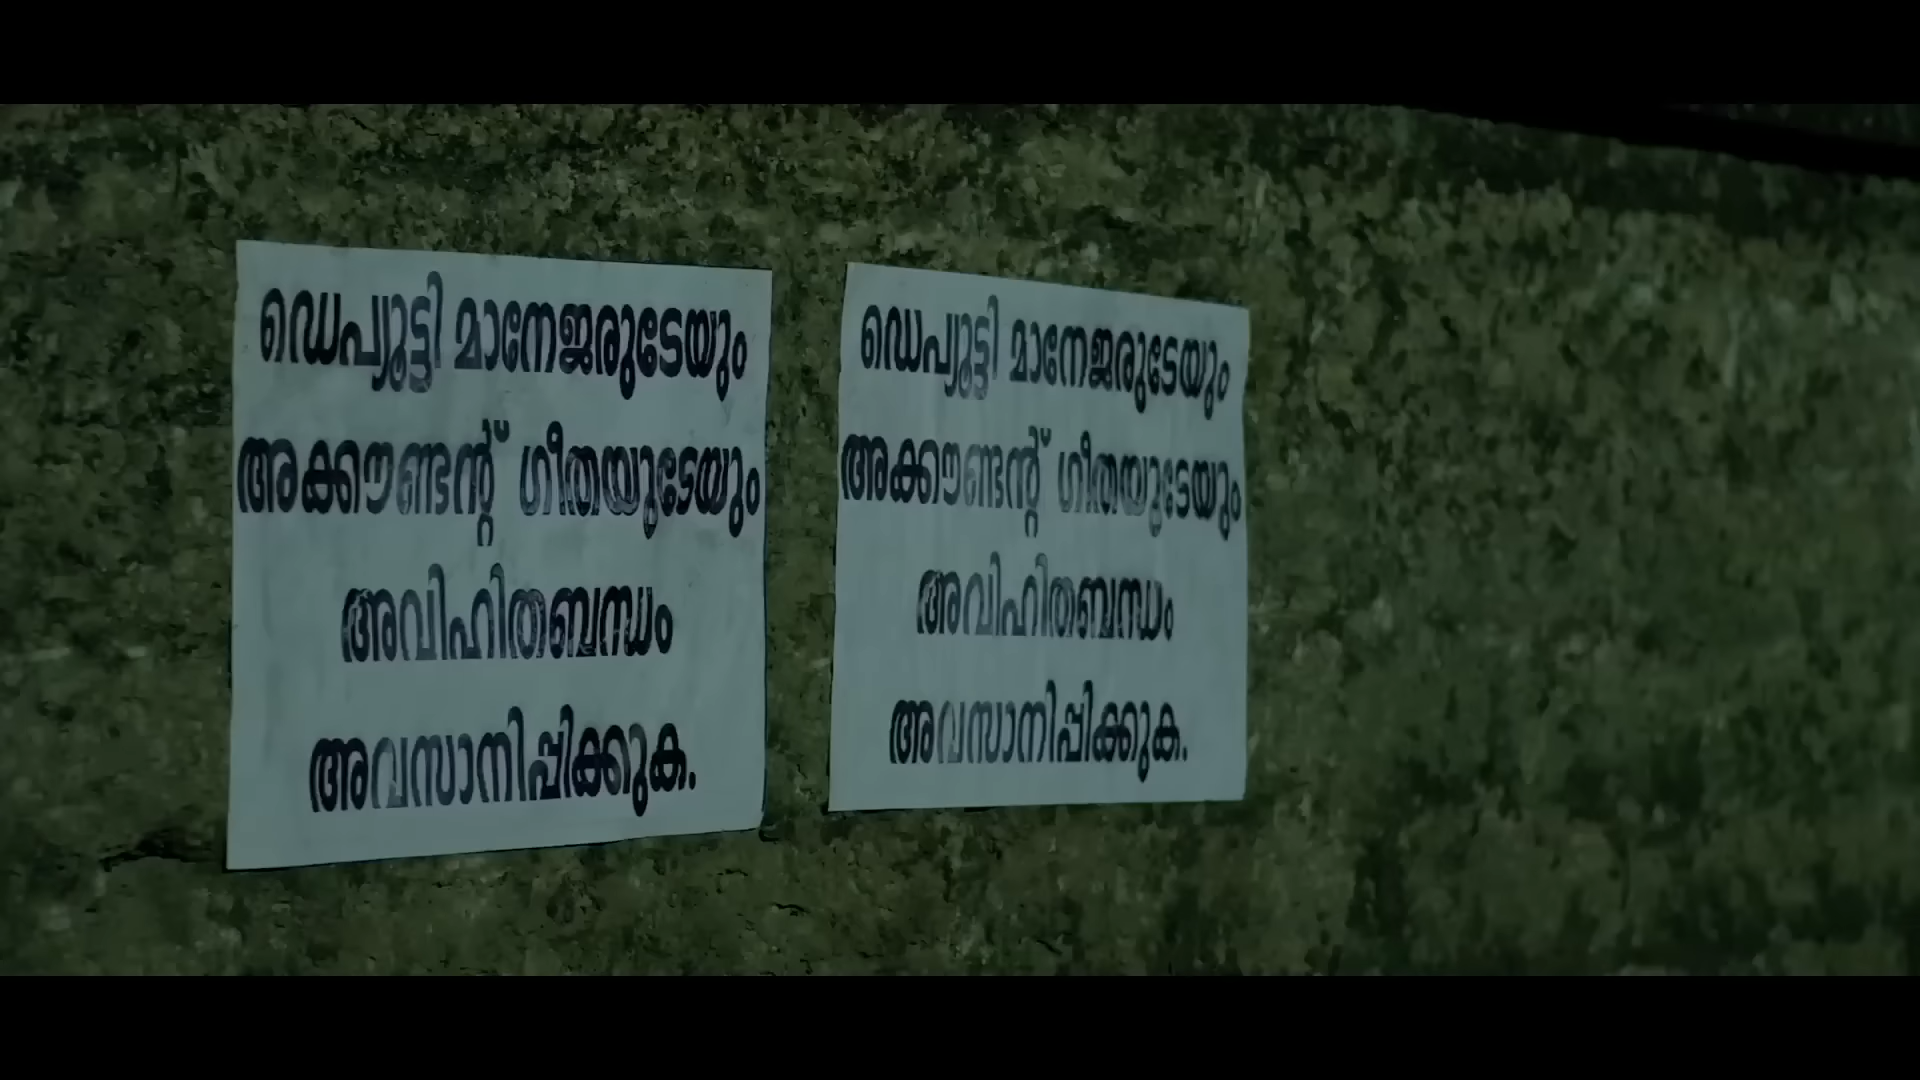 ഡെപ്യൂട്ടി മാനേജരുടേയും
അക്കൗണ്ടന്റ് ഗീതയുടേയും
അവിഹിതബന്ധം
അവസാനിപ്പിക്കുക.
ഡെപ്യൂട്ടി മാനേജരുടേയും
അക്കൗണ്ടന്റ് ഗീതയുടേയും
അവിഹിതബന്ധം
അവസാനിപ്പിക്കുക.